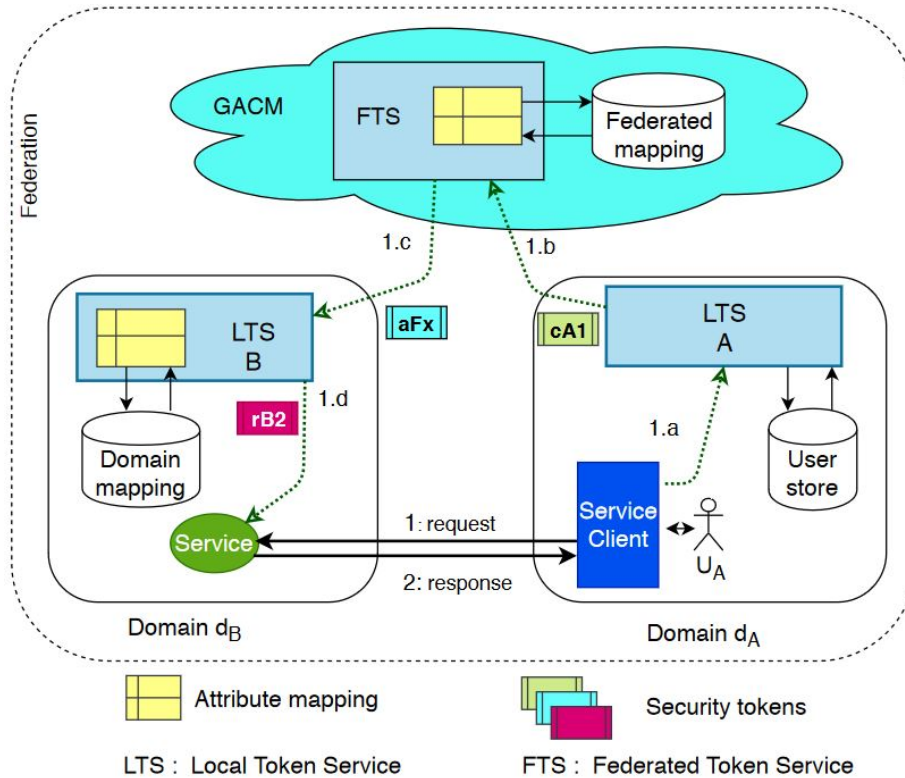 GACM
FTS
Federated
mapping
Federation
1.c
1.b
LTS
B
aFx
cA1
LTS
A
rB2
1.d
1.a
Domain
mapping
User
store
Service
1: request
2: response
Service
Client
UA
Domain dB
Domain dA
Attribute mapping
Security tokens
LTS : Local Token Service
FTS : Federated Token Service